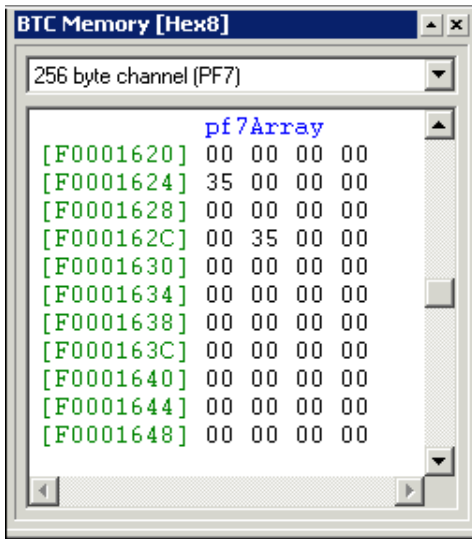 BTC Memory [Hex8]
256 byte channel (PF7)
pf7Array
[F0001620] 00 00 00 00
[F0001624] 35 00 00 00
[F0001628] 00 00 00 00
[F000162C] 00 35 00 00
[F0001630] 00 00 00 00
[F0001634] 00 00 00 00
[F0001638] 00 00 00 00
[F000163C] 00 00 00 00
[F0001640] 00 00 00 00
[F0001644] 00 00 00 00
[F0001648] 00 00 00 00